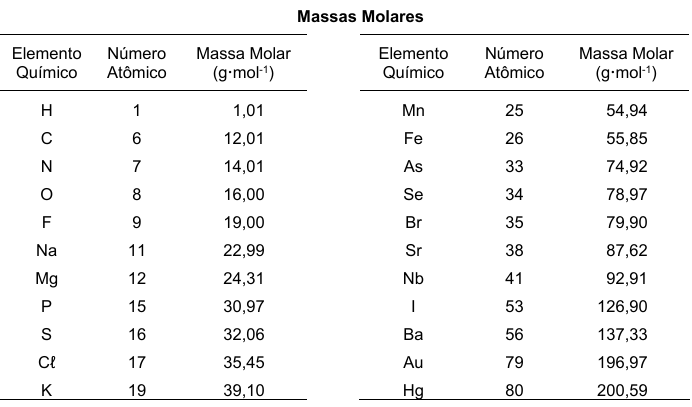 Massas Molares
Elemento Químico Número Atômico Massa Molar (g·mol⁻¹)
H 1 1,01
C 6 12,01
N 7 14,01
O 8 16,00
F 9 19,00
Na 11 22,99
Mg 12 24,31
P 15 30,97
S 16 32,06
Cℓ 17 35,45
K 19 39,10
Elemento Químico Número Atômico Massa Molar (g·mol⁻¹)
Mn 25 54,94
Fe 26 55,85
As 33 74,92
Se 34 78,97
Br 35 79,90
Sr 38 87,62
Nb 41 92,91
I 53 126,90
Ba 56 137,33
Au 79 196,97
Hg 80 200,59